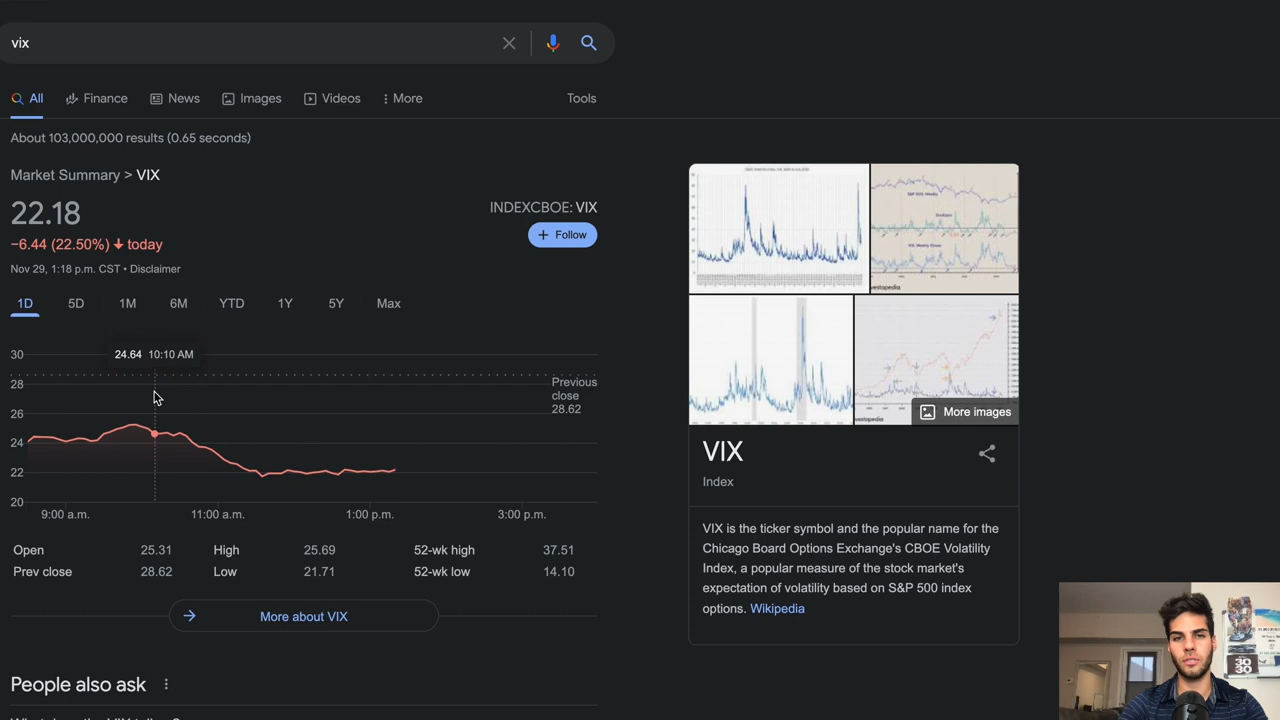 vix
All
Finance
News
Images
Videos
More
Tools
About 103,000,000 results (0.65 seconds)
Market Summary > VIX
22.18
INDEXCBOE: VIX
−6.44 (22.50%) today
+ Follow
Nov 29, 1:18 p.m. CST • Disclaimer
1D 5D 1M 6M YTD 1Y 5Y Max
24.64 10:10 AM
30
28
26
24
22
20
Previous
close
28.62
9:00 a.m. 11:00 a.m. 1:00 p.m. 3:00 p.m.
Open 25.31 High 25.69 52-wk high 37.51
Prev close 28.62 Low 21.71 52-wk low 14.10
More about VIX
People also ask
vestopedia
vestopedia
More images
VIX
Index
VIX is the ticker symbol and the popular name for the
Chicago Board Options Exchange's CBOE Volatility
Index, a popular measure of the stock market's
expectation of volatility based on S&P 500 index
options. Wikipedia
30
30